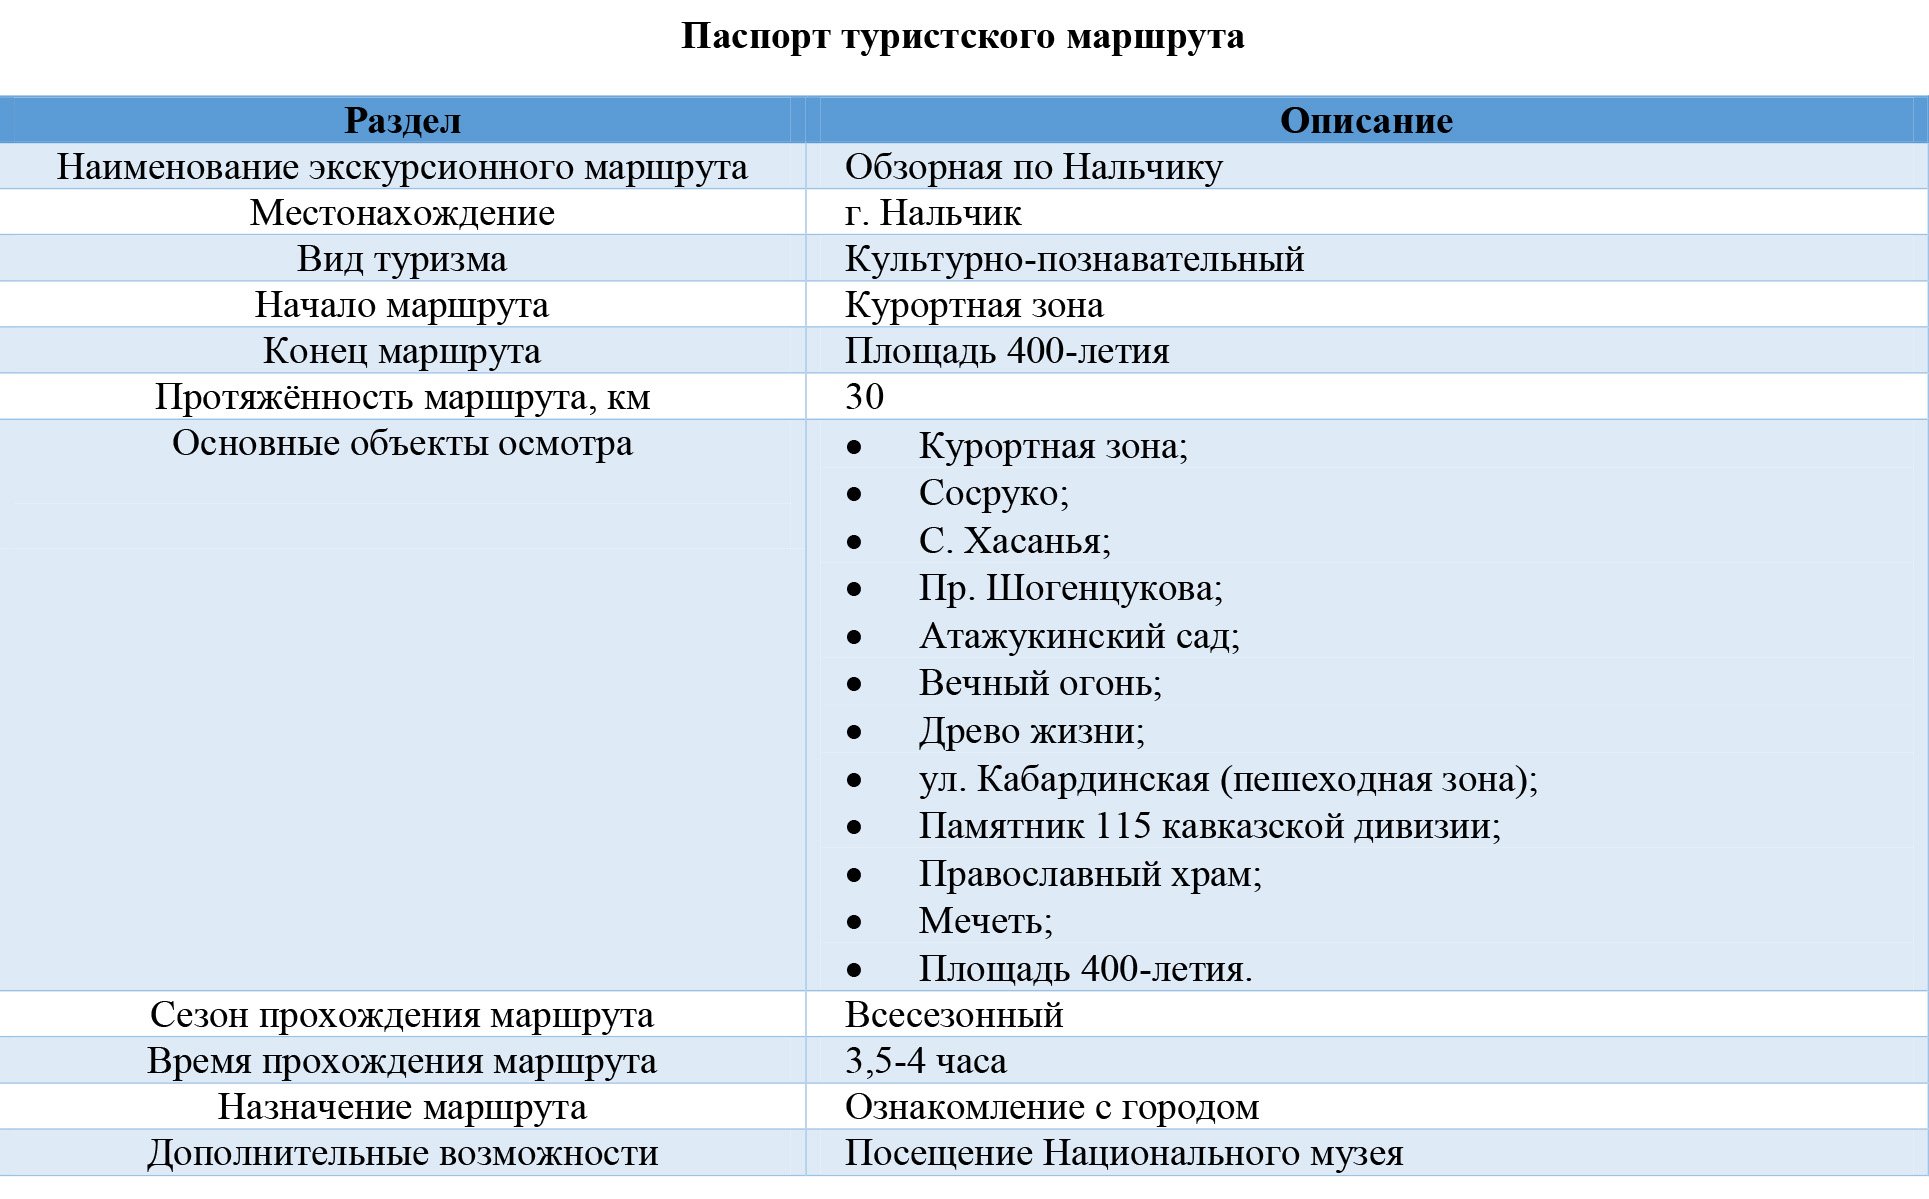 Паспорт туристского маршрута
Раздел Описание
Наименование экскурсионного маршрута Обзорная по Нальчику
Местонахождение г. Нальчик
Вид туризма Культурно-познавательный
Начало маршрута Курортная зона
Конец маршрута Площадь 400-летия
Протяжённость маршрута, км 30
Основные объекты осмотра • Курортная зона;
• Сосруко;
• С. Хасанья;
• Пр. Шогенцукова;
• Атажукинский сад;
• Вечный огонь;
• Древо жизни;
• ул. Кабардинская (пешеходная зона);
• Памятник 115 кавказской дивизии;
• Православный храм;
• Мечеть;
• Площадь 400-летия.
Сезон прохождения маршрута Всесезонный
Время прохождения маршрута 3,5-4 часа
Назначение маршрута Ознакомление с городом
Дополнительные возможности Посещение Национального музея